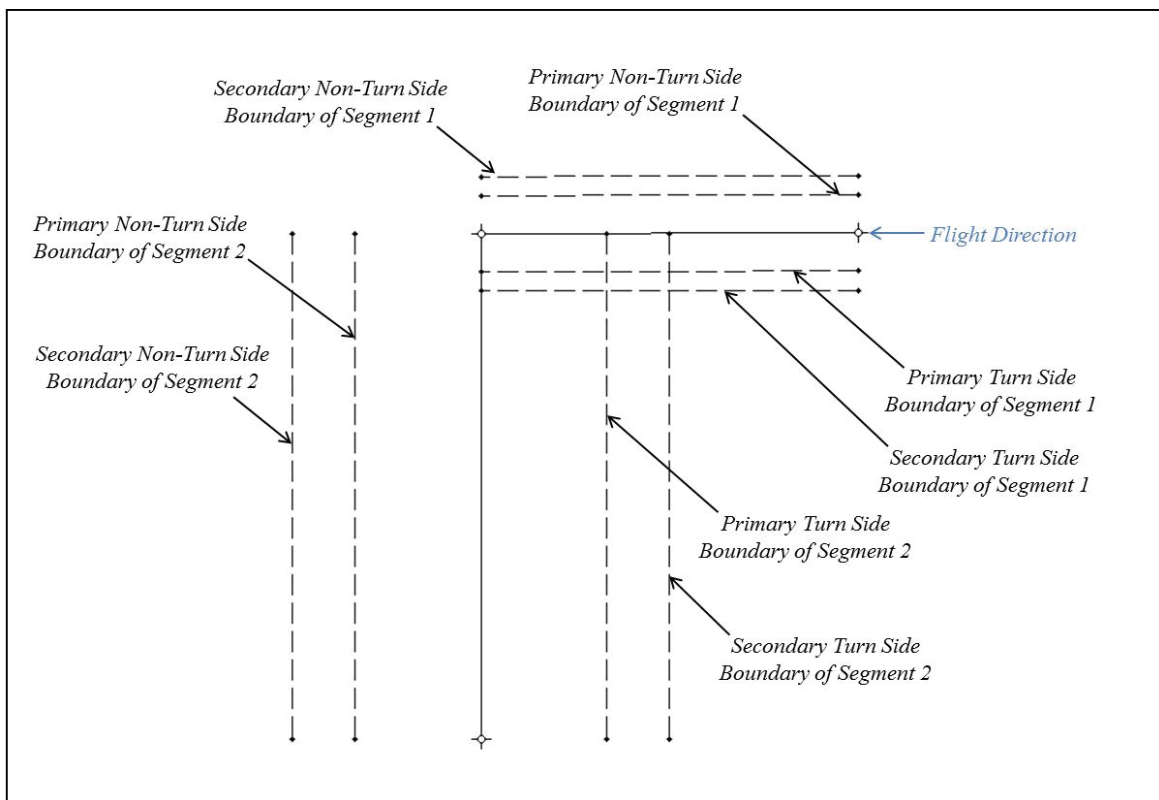 Secondary Non-Turn Side
Boundary of Segment 1
Primary Non-Turn Side
Boundary of Segment 1
Primary Non-Turn Side
Boundary of Segment 2
Flight Direction
Secondary Non-Turn Side
Boundary of Segment 2
Primary Turn Side
Boundary of Segment 1
Secondary Turn Side
Boundary of Segment 1
Primary Turn Side
Boundary of Segment 2
Secondary Turn Side
Boundary of Segment 2